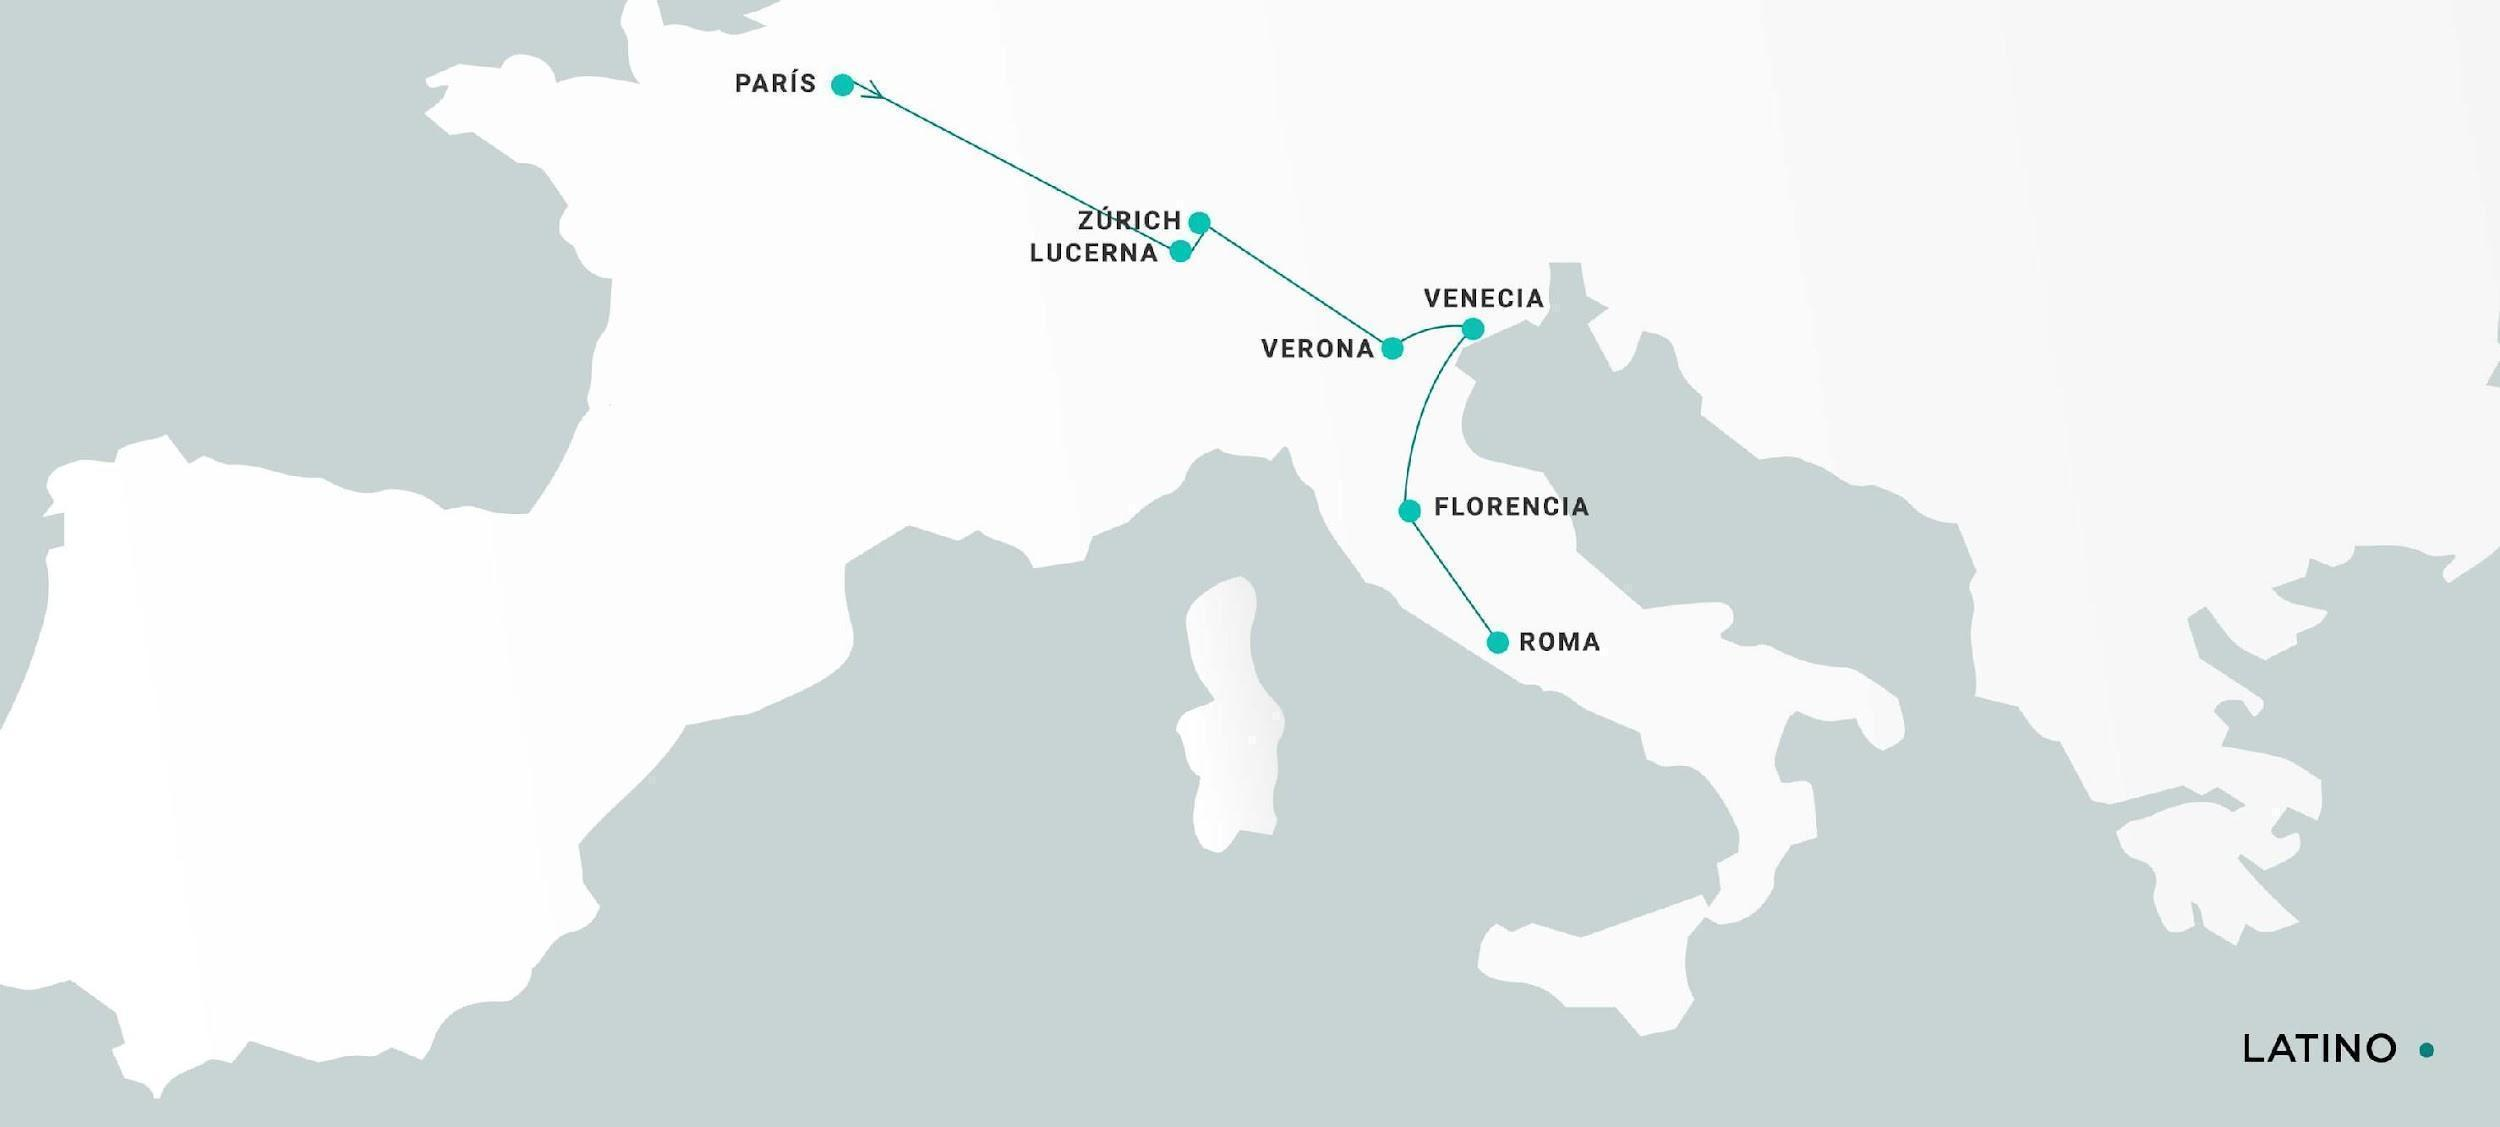 PARÍS
ZÚRICH
LUCERNA
VENECIA
VERONA
FLORENCIA
ROMA
LATINO